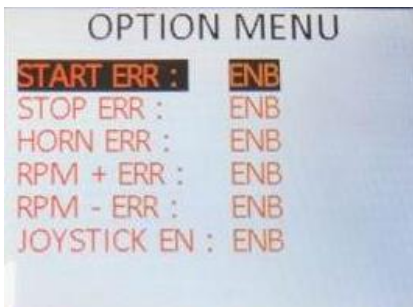 OPTION MENU
START ERR : ENB
STOP ERR : ENB
HORN ERR : ENB
RPM + ERR : ENB
RPM - ERR : ENB
JOYSTICK EN : ENB